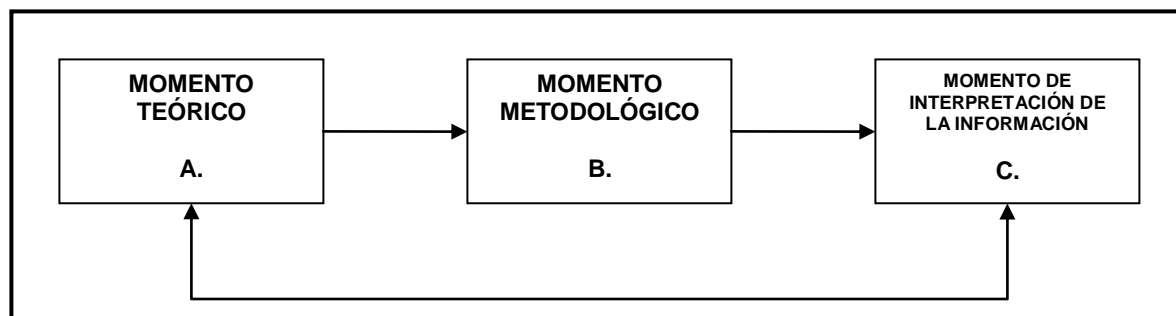 MOMENTO
TEÓRICO
A.
MOMENTO
METODOLÓGICO
B.
MOMENTO DE
INTERPRETACIÓN DE
LA INFORMACIÓN
C.